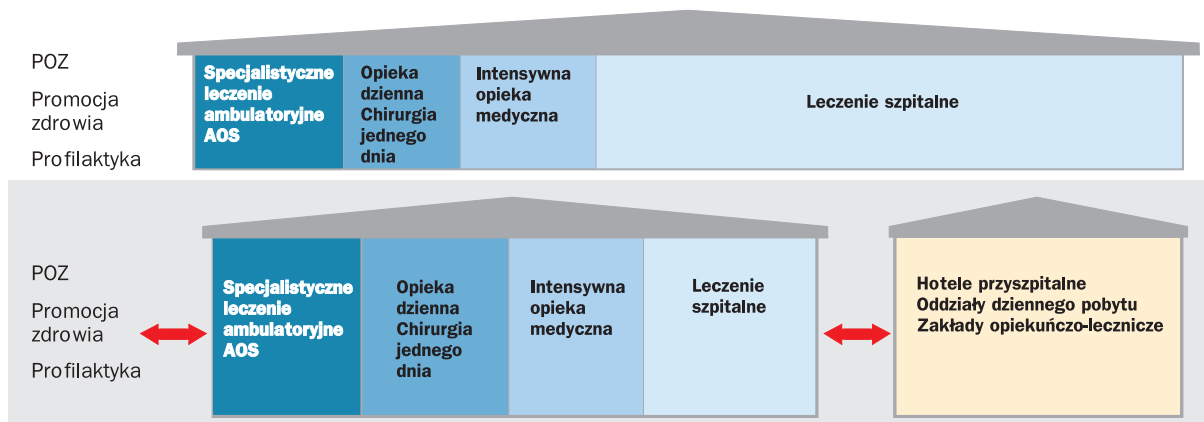 POZ
Promocja
zdrowia
Profilaktyka
Specjalistyczne
leczenie
ambulatoryjne
AOS
Opieka
dzienna
Chirurgia
jednego
dnia
Intensywna
opieka
medyczna
Leczenie szpitalne
POZ
Promocja
zdrowia
Profilaktyka
Specjalistyczne
leczenie
ambulatoryjne
AOS
Opieka
dzienna
Chirurgia
jednego
dnia
Intensywna
opieka
medyczna
Leczenie
szpitalne
Hotele przyszpitalne
Oddziały dziennego pobytu
Zakłady opiekuńczo-lecznicze